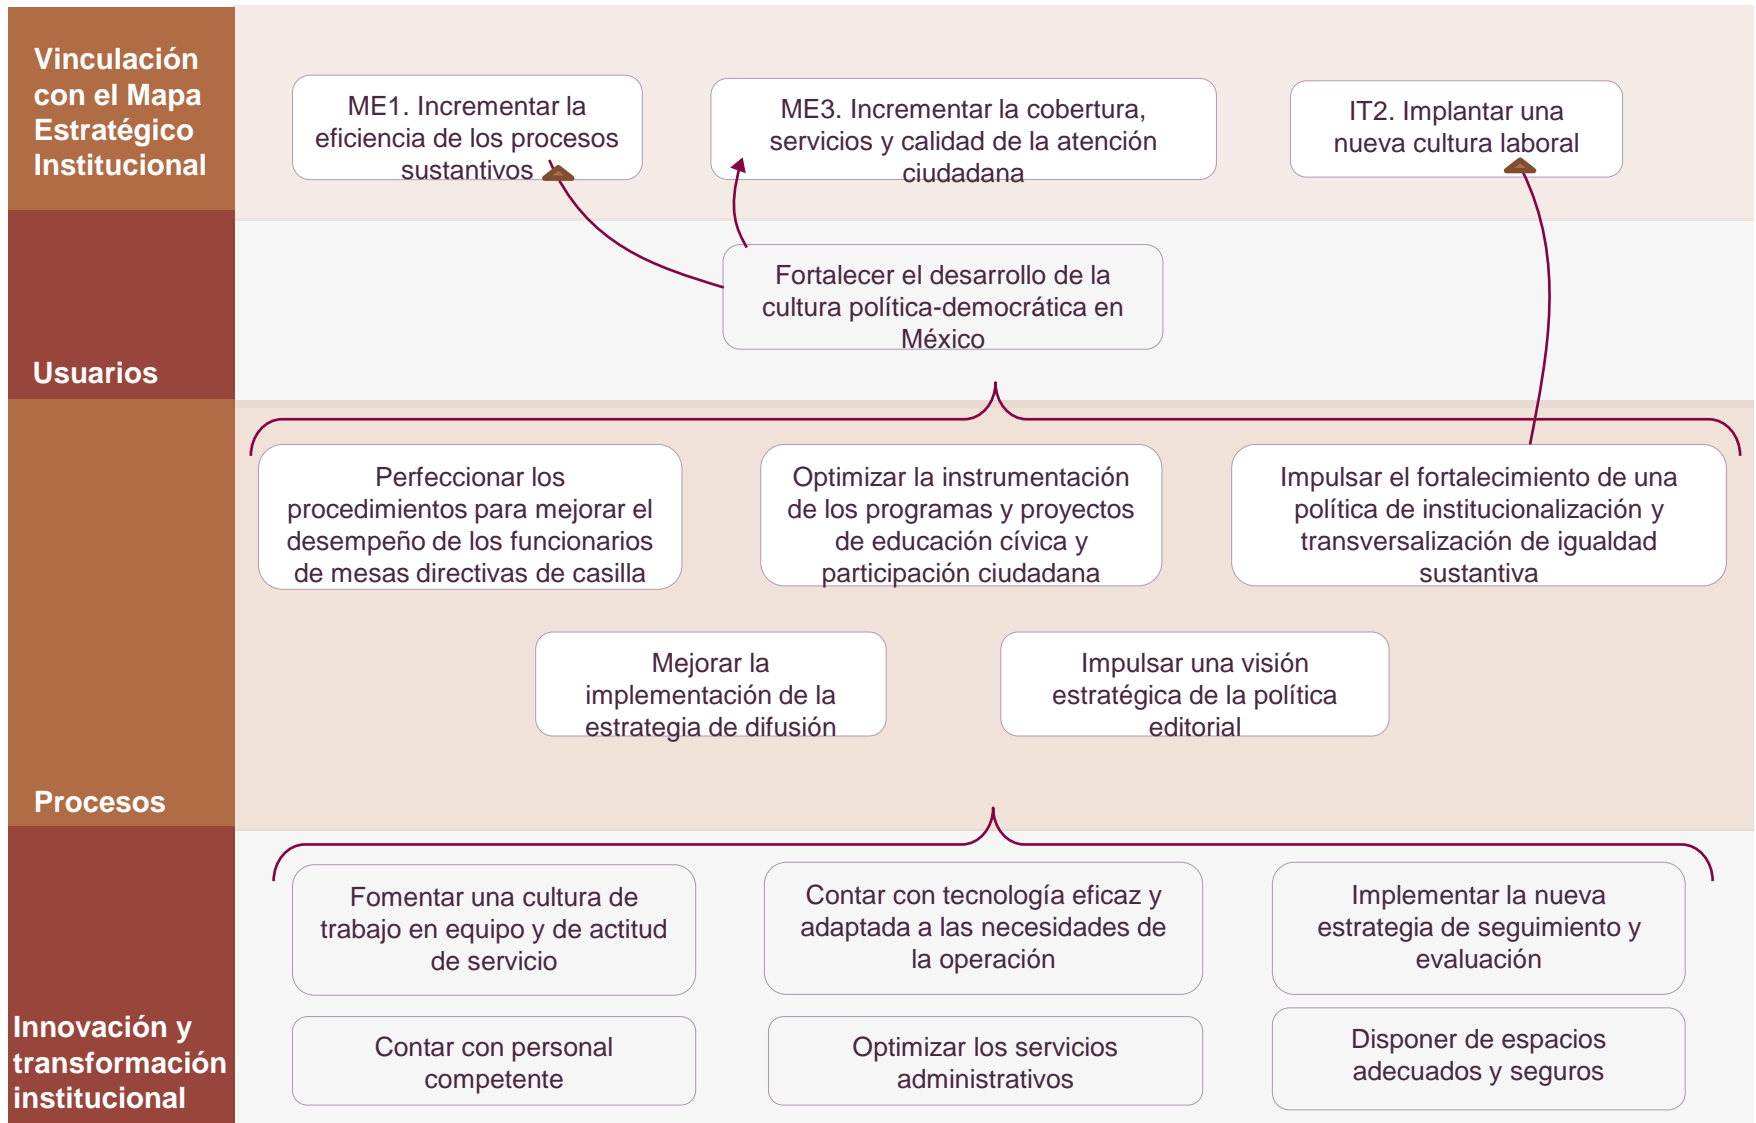 Vinculación
con el Mapa
Estratégico
Institucional
ME1. Incrementar la
eficiencia de los procesos
sustantivos
ME3. Incrementar la cobertura,
servicios y calidad de la atención
ciudadana
IT2. Implantar una
nueva cultura laboral
Usuarios
Fortalecer el desarrollo de la
cultura política-democrática en
México
Procesos
Perfeccionar los
procedimientos para mejorar el
desempeño de los funcionarios
de mesas directivas de casilla
Optimizar la instrumentación
de los programas y proyectos
de educación cívica y
participación ciudadana
Impulsar el fortalecimiento de una
política de institucionalización y
transversalización de igualdad
sustantiva
Mejorar la
implementación de la
estrategia de difusión
Impulsar una visión
estratégica de la política
editorial
Innovación y
transformación
institucional
Fomentar una cultura de
trabajo en equipo y de actitud
de servicio
Contar con tecnología eficaz y
adaptada a las necesidades de
la operación
Implementar la nueva
estrategia de seguimiento y
evaluación
Contar con personal
competente
Optimizar los servicios
administrativos
Disponer de espacios
adecuados y seguros